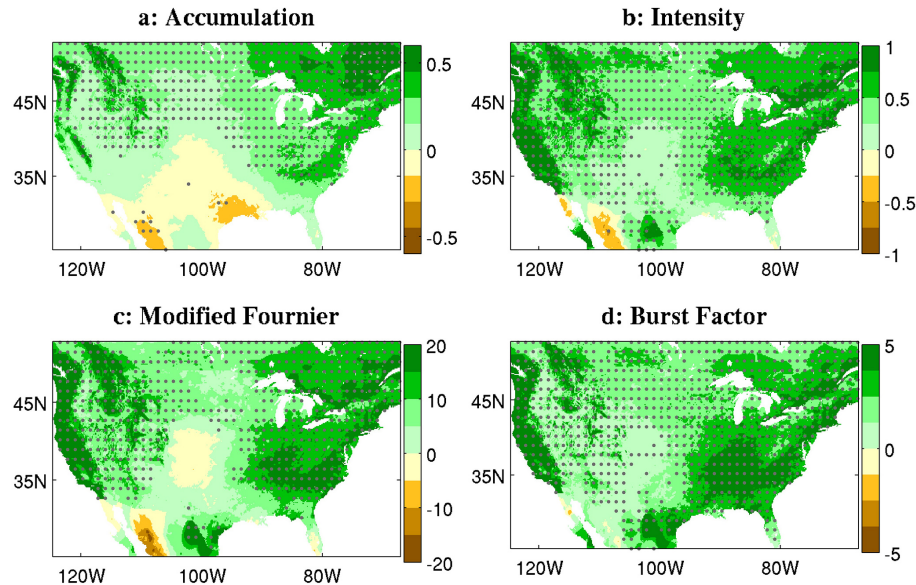 a: Accumulation
b: Intensity
45N
35N
120W 100W 80W
0.5
0
-0.5
45N
35N
120W 100W 80W
1
0.5
0
-0.5
-1
c: Modified Fournier
d: Burst Factor
45N
35N
120W 100W 80W
20
10
0
-10
-20
45N
35N
120W 100W 80W
5
0
-5